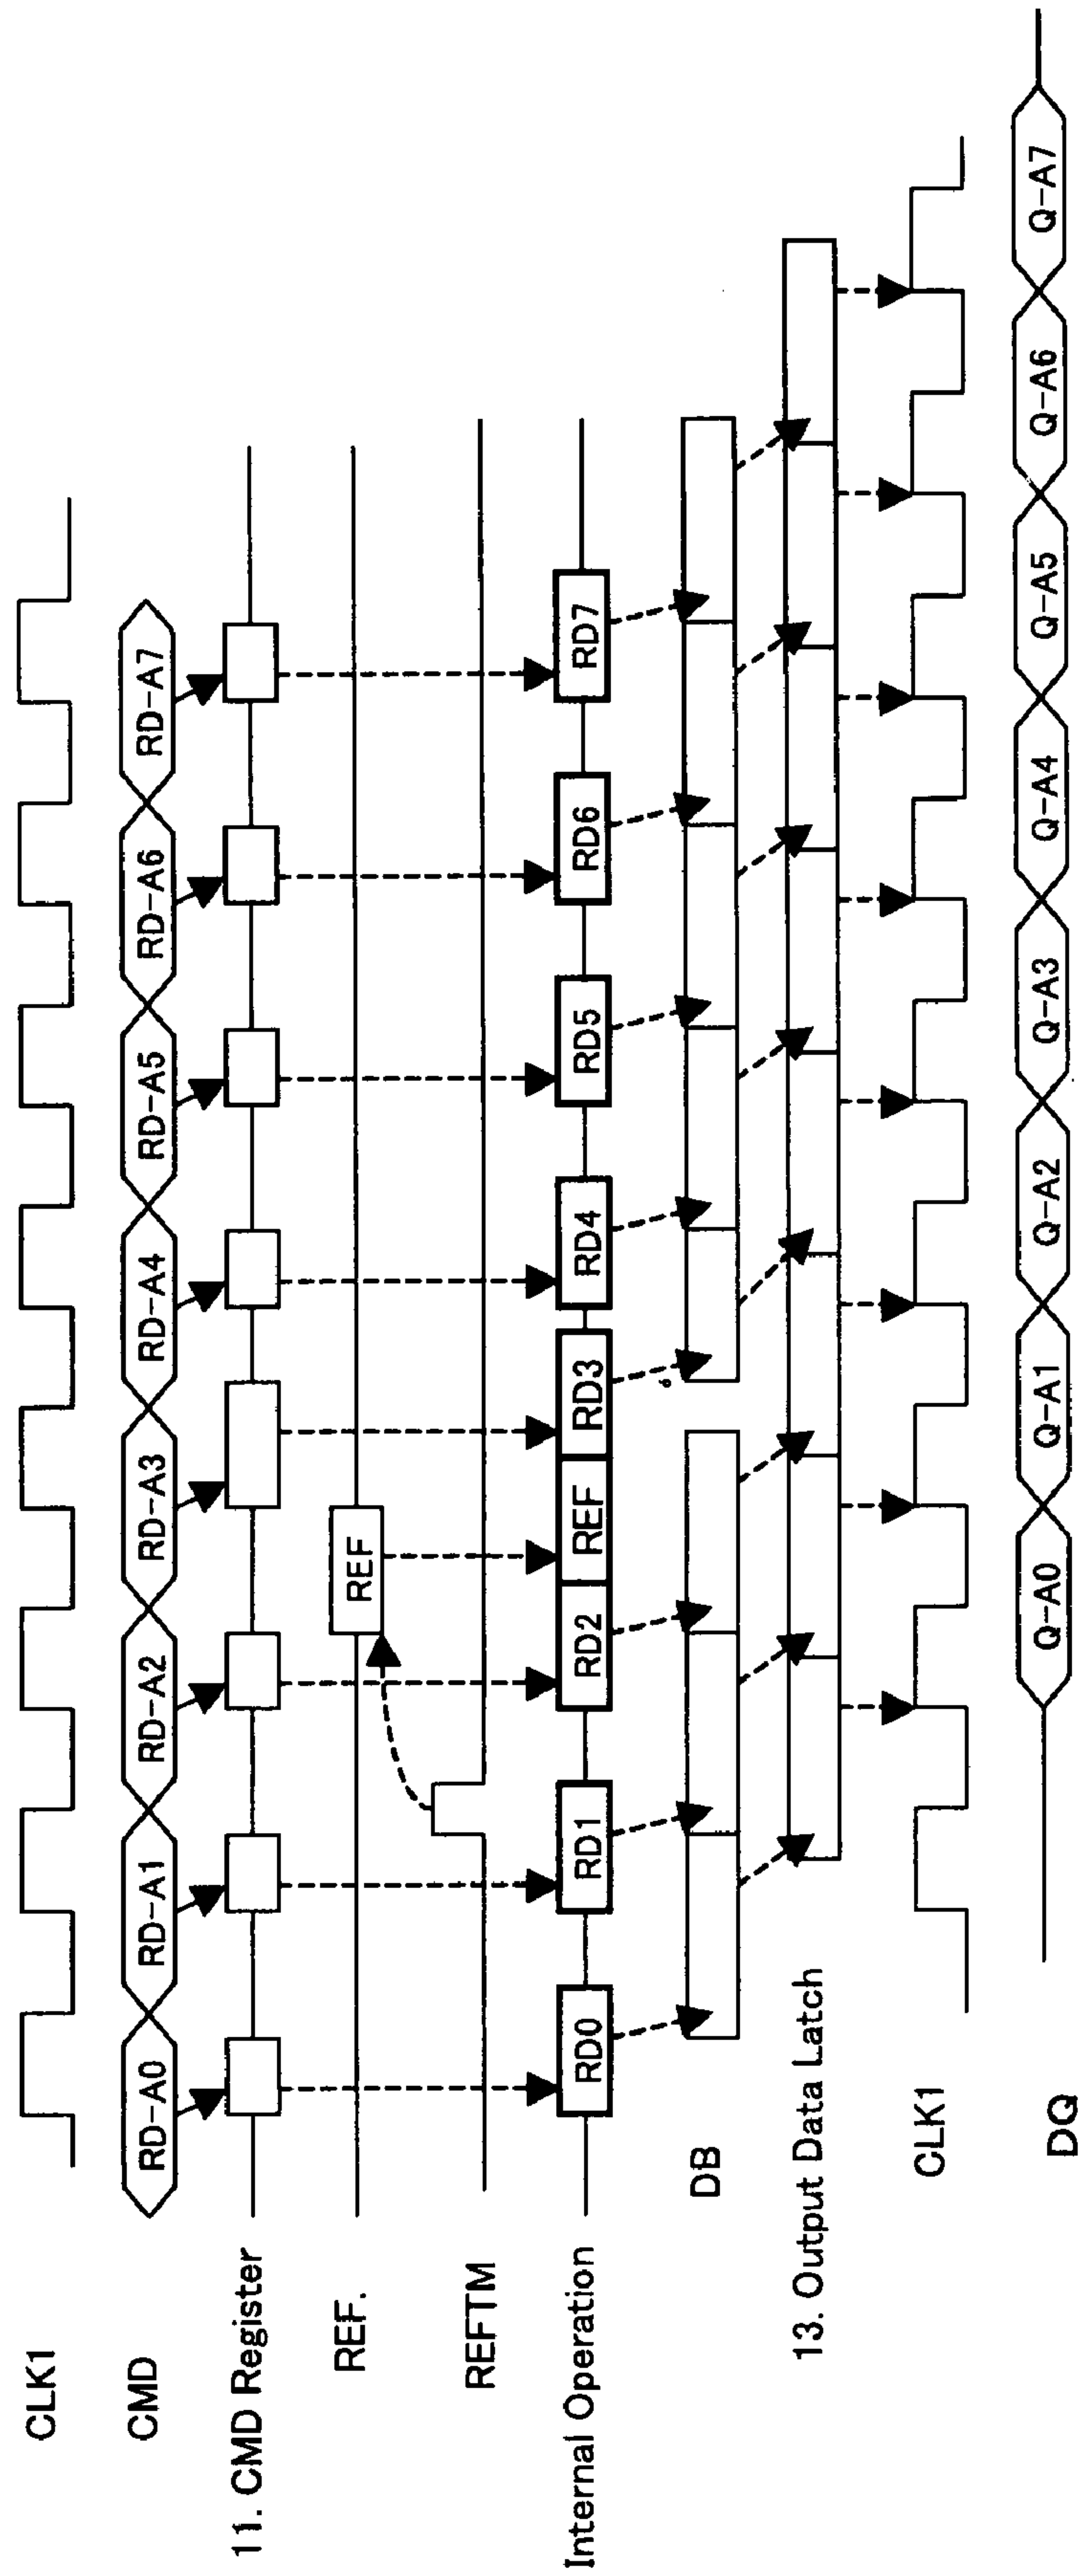 CLK1
CMD
RD-A0 RD-A1 RD-A2 RD-A3 RD-A4 RD-A5 RD-A6 RD-A7
11. CMD Register
REF.
REF
REFTM
Internal Operation
RD0 RD1 RD2 REF RD3 RD4 RD5 RD6 RD7
DB
13. Output Data Latch
CLK1
DQ
Q-A0 Q-A1 Q-A2 Q-A3 Q-A4 Q-A5 Q-A6 Q-A7